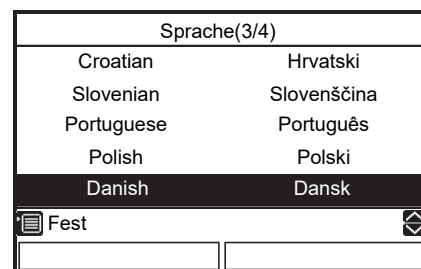 Sprache(3/4)
Croatian Hrvatski
Slovenian Slovenščina
Portuguese Português
Polish Polski
Danish Dansk
Fest